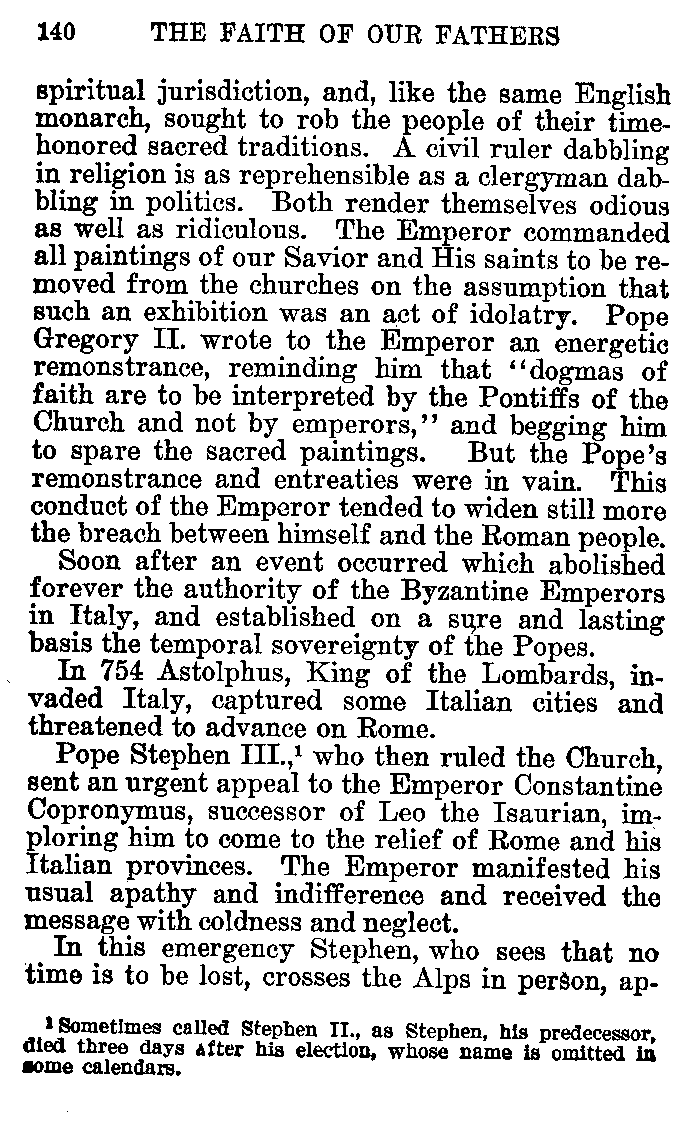 140 THE FAITH OF OUR FATHERS
spiritual jurisdiction, and, like the same English
monarch, sought to rob the people of their time-
honored sacred traditions. A civil ruler dabbling
in religion is as reprehensible as a clergyman dab-
bling in politics. Both render themselves odious
as well as ridiculous. The Emperor commanded
all paintings of our Savior and His saints to be re-
moved from the churches on the assumption that
such an exhibition was an act of idolatry. Pope
Gregory II. wrote to the Emperor an energetic
remonstrance, reminding him that “dogmas of
faith are to be interpreted by the Pontiffs of the
Church and not by emperors,” and begging him
to spare the sacred paintings. But the Pope's
remonstrance and entreaties were in vain. This
conduct of the Emperor tended to widen still more
the breach between himself and the Roman people.
Soon after an event occurred which abolished
forever the authority of the Byzantine Emperors
in Italy, and established on a sure and lasting
basis the temporal sovereignty of the Popes.
In 754 Astolphus, King of the Lombards, in-
vaded Italy, captured some Italian cities and
threatened to advance on Rome.
Pope Stephen III.,¹ who then ruled the Church,
sent an urgent appeal to the Emperor Constantine
Copronymus, successor of Leo the Isaurian, im-
ploring him to come to the relief of Rome and his
Italian provinces. The Emperor manifested his
usual apathy and indifference and received the
message with coldness and neglect.
In this emergency Stephen, who sees that no
time is to be lost, crosses the Alps in person, ap-
¹ Sometimes called Stephen II., as Stephen, his predecessor,
died three days after his election, whose name is omitted in
some calendars.